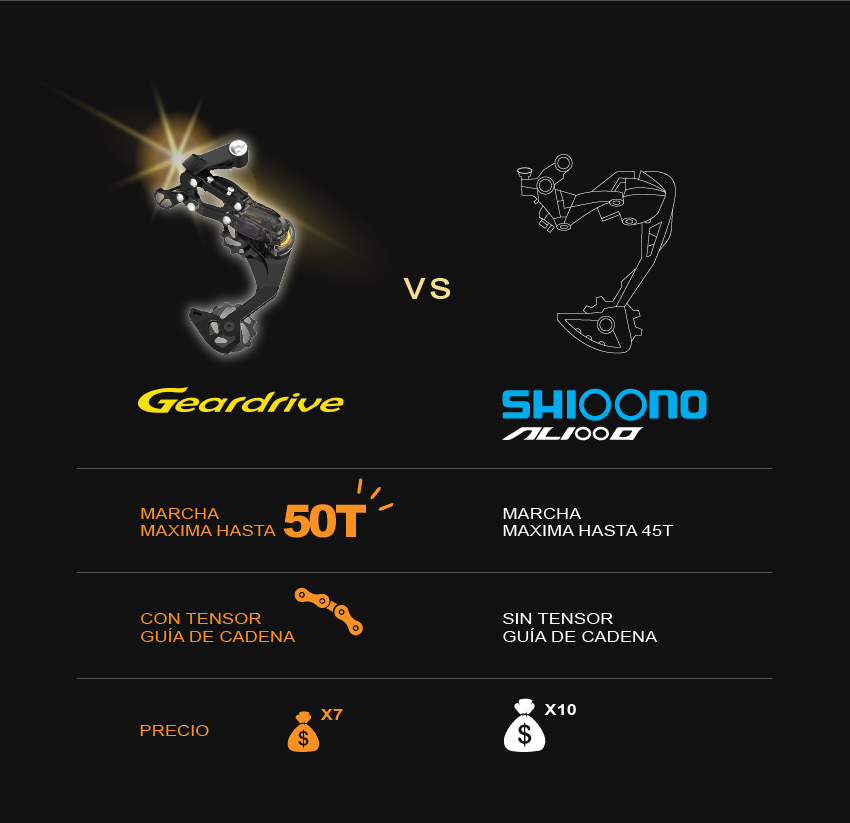 VS
Geardrive
SHIOONO
ALIOOO
MARCHA
MAXIMA HASTA 50T
MARCHA
MAXIMA HASTA 45T
CON TENSOR
GUÍA DE CADENA
SIN TENSOR
GUÍA DE CADENA
PRECIO
$ X7
$ X10